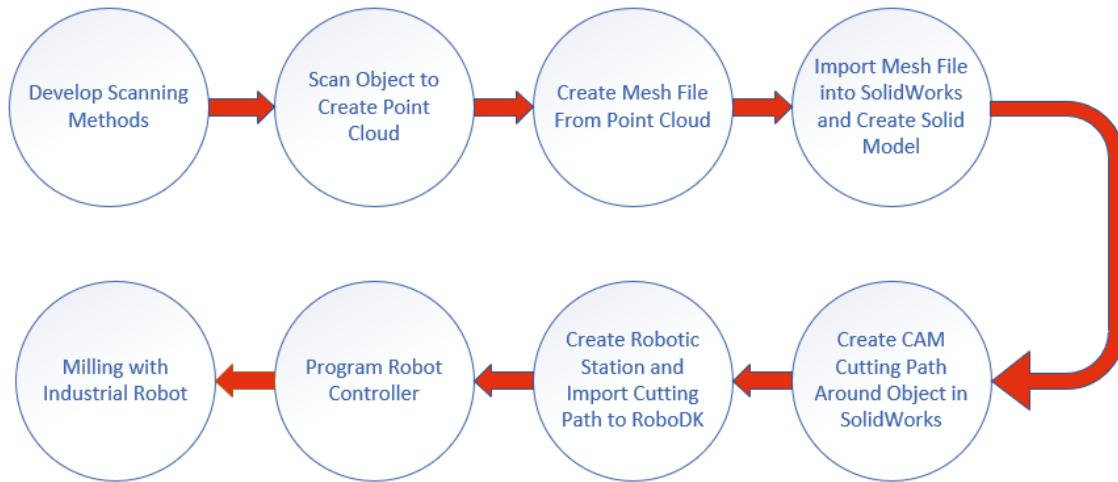 Develop Scanning
Methods
Scan Object to
Create Point
Cloud
Create Mesh File
From Point Cloud
Import Mesh File
into SolidWorks
and Create Solid
Model
Create CAM
Cutting Path
Around Object in
SolidWorks
Create Robotic
Station and
Import Cutting
Path to RoboDK
Program Robot
Controller
Milling with
Industrial Robot